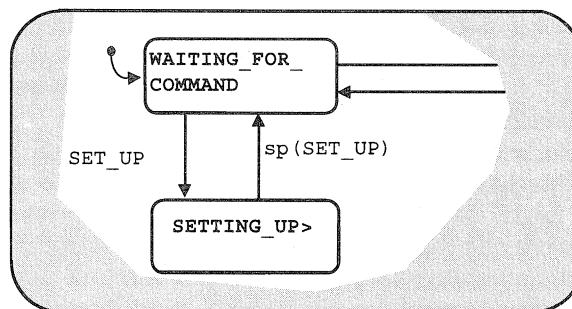 WAITING_FOR_
COMMAND
SET_UP
sp(SET_UP)
SETTING_UP>